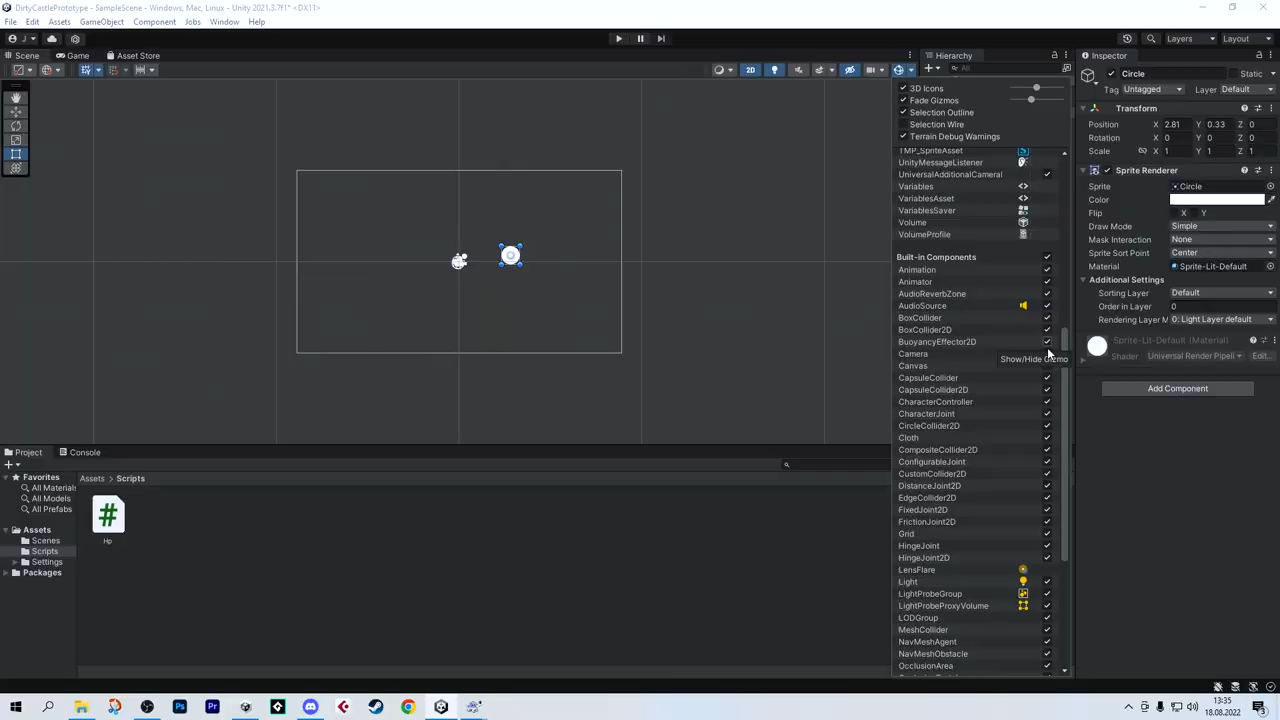 DirtyCastlePrototype - SampleScene - Windows, Mac, Linux - Unity 2021.3.7f1* <DX11>
File Edit Assets GameObject Component Jobs Window Help
J
Layers Layout
Scene Game Asset Store
2D
Hierarchy
All
3D Icons
Fade Gizmos
Selection Outline
Selection Wire
Terrain Debug Warnings
TMP_SpriteAsset
UnityMessageListener
UniversalAdditionalCameral
Variables
VariablesAsset
VariablesSaver
Volume
VolumeProfile
Built-in Components
Animation
Animator
AudioReverbZone
AudioSource
BoxCollider
BoxCollider2D
BuoyancyEffector2D
Camera
Show/Hide Gizmo
Canvas
CapsuleCollider
CapsuleCollider2D
CharacterController
CharacterJoint
CircleCollider2D
Cloth
CompositeCollider2D
ConfigurableJoint
CustomCollider2D
DistanceJoint2D
EdgeCollider2D
FixedJoint2D
FrictionJoint2D
Grid
HingeJoint
HingeJoint2D
LensFlare
Light
LightProbeGroup
LightProbeProxyVolume
LODGroup
MeshCollider
NavMeshAgent
NavMeshObstacle
OcclusionArea
Inspector
Circle Static
Tag Untagged Layer Default
Transform
Position X 2.81 Y 0.33 Z 0
Rotation X 0 Y 0 Z 0
Scale X 1 Y 1 Z 1
Sprite Renderer
Sprite Circle
Color
Flip X Y
Draw Mode Simple
Mask Interaction None
Sprite Sort Point Center
Material Sprite-Lit-Default
Additional Settings
Sorting Layer Default
Order in Layer 0
Rendering Layer M 0: Light Layer default
Sprite-Lit-Default (Material)
Shader Universal Render Pipeli Edit...
Add Component
Project Console
Favorites
All Materials
All Models
All Prefabs
Assets
Scenes
Scripts
Settings
Packages
Assets Scripts
#
Hp
Ps Pr
13:35
18.08.2022
3